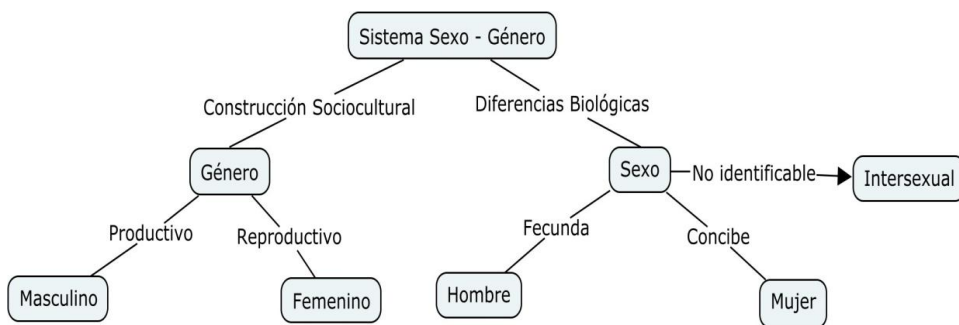 Sistema Sexo - Género
Construcción Sociocultural
Diferencias Biológicas
Género
Sexo
No identificable
Intersexual
Productivo
Reproductivo
Fecunda
Concibe
Masculino
Femenino
Hombre
Mujer